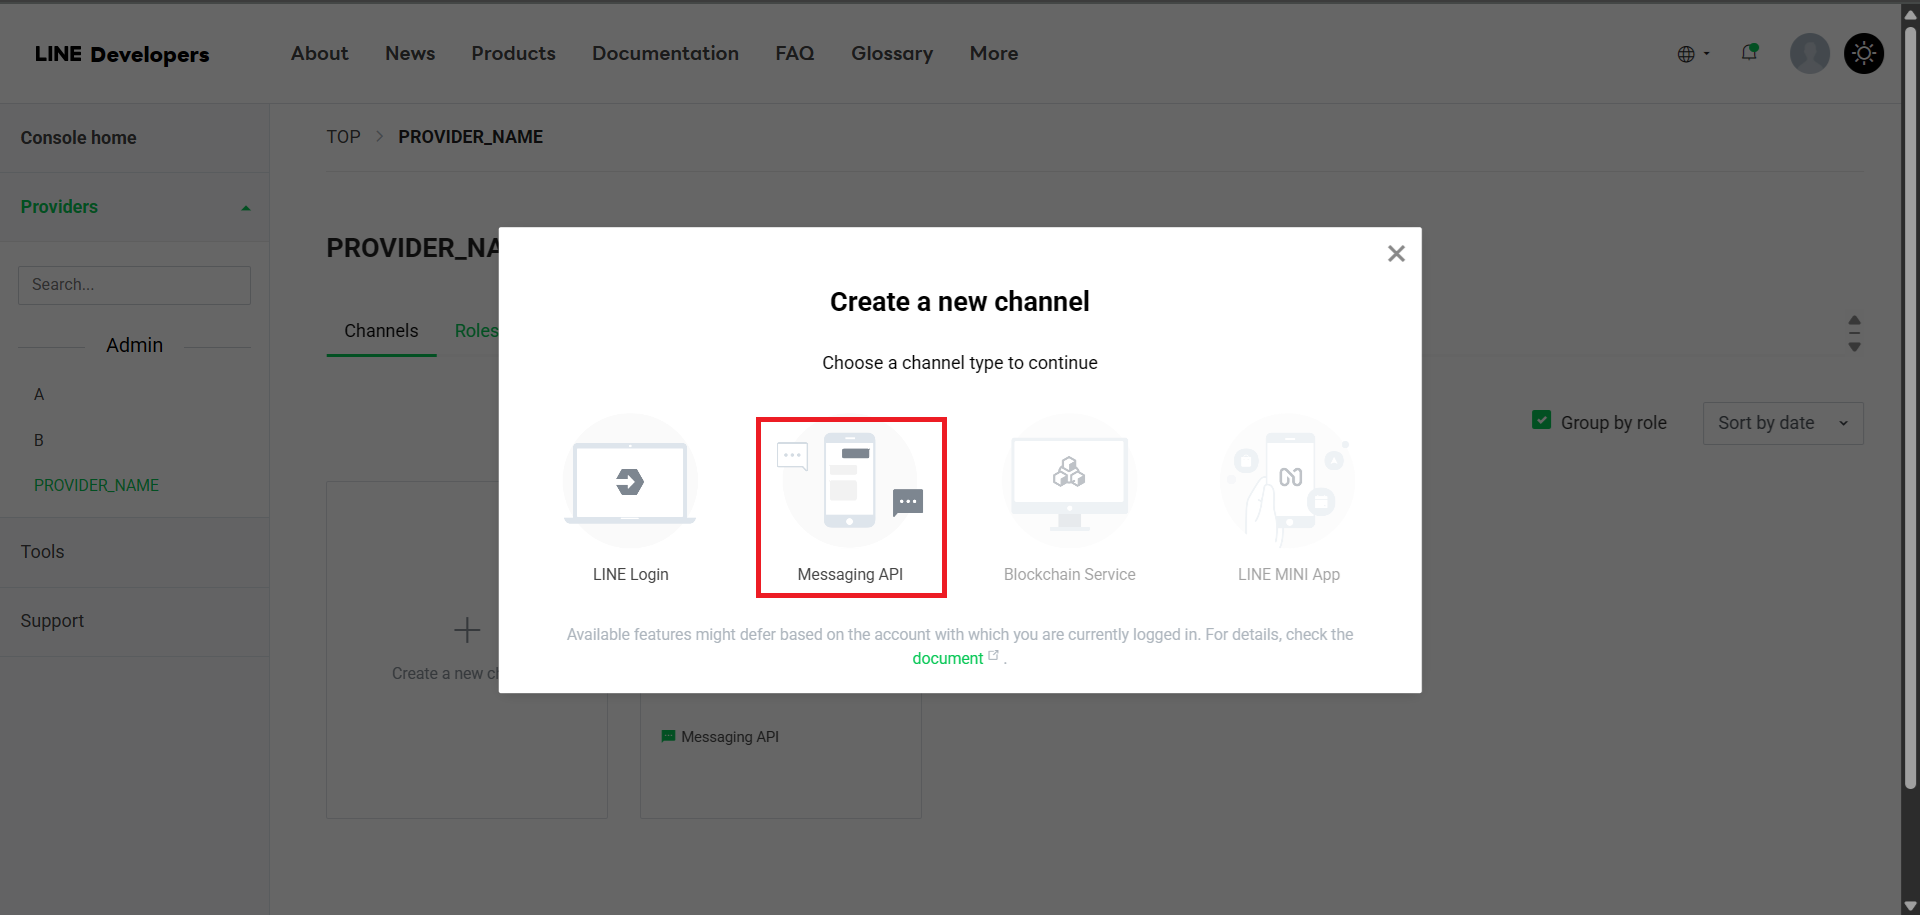 LINE Developers
About News Products Documentation FAQ Glossary More
Console home
Providers
Search...
Admin
A
B
PROVIDER_NAME
Tools
Support
TOP > PROVIDER_NAME
PROVIDER_NA
Channels Roles
Group by role
Sort by date
Create a new ch
Messaging API
Create a new channel
Choose a channel type to continue
LINE Login
Messaging API
Blockchain Service
LINE MINI App
Available features might defer based on the account with which you are currently logged in. For details, check the
document .